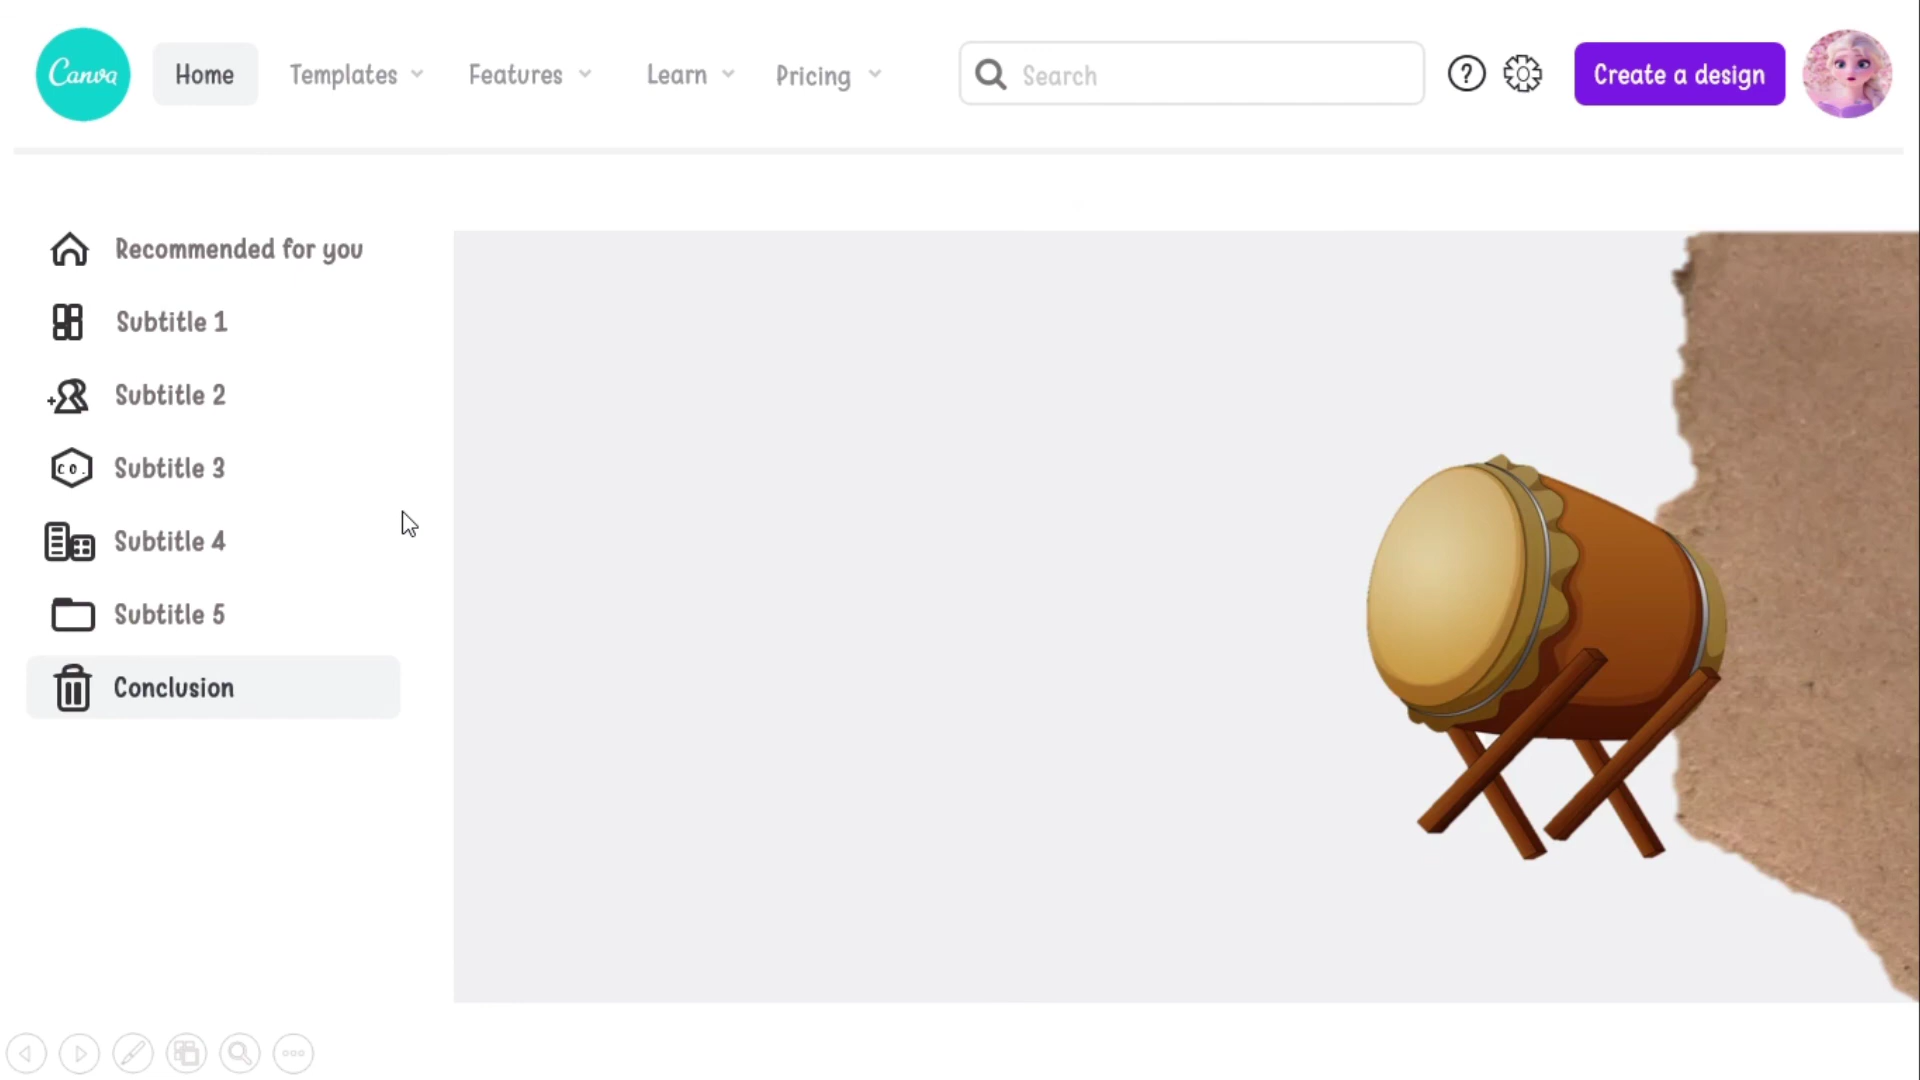 Canva
Home
Templates
Features
Learn
Pricing
Search
?
Create a design
Recommended for you
Subtitle 1
Subtitle 2
Subtitle 3
CO.
Subtitle 4
Subtitle 5
Conclusion